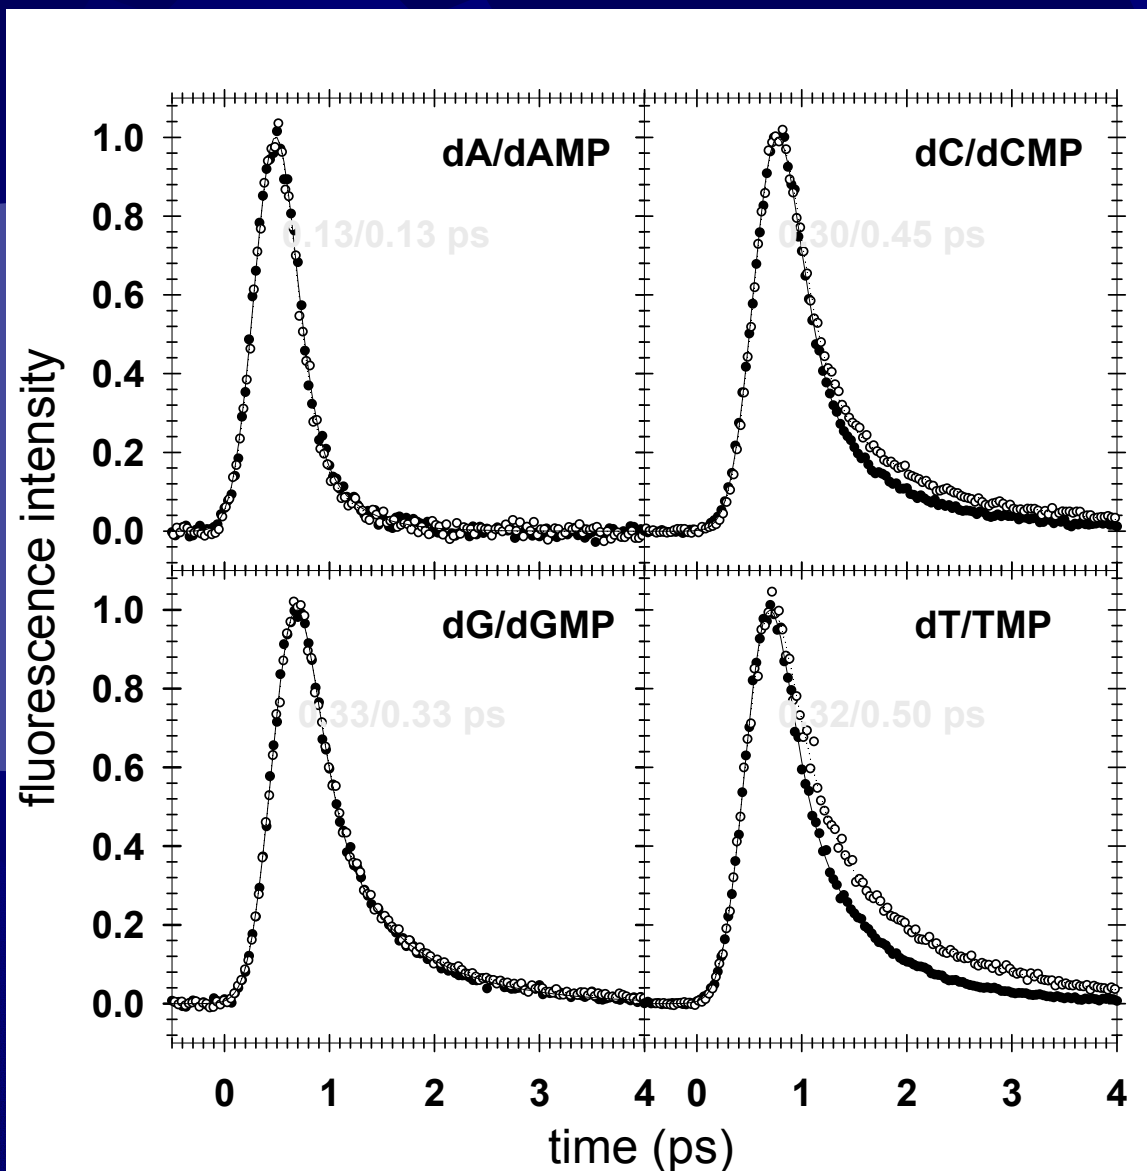 fluorescence intensity
1.0
0.8
0.6
0.4
0.2
0.0
dA/dAMP
0.13/0.13 ps
dC/dCMP
0.30/0.45 ps
1.0
0.8
0.6
0.4
0.2
0.0
dG/dGMP
0.33/0.33 ps
dT/TMP
0.32/0.50 ps
0 1 2 3 4 0 1 2 3 4
time (ps)